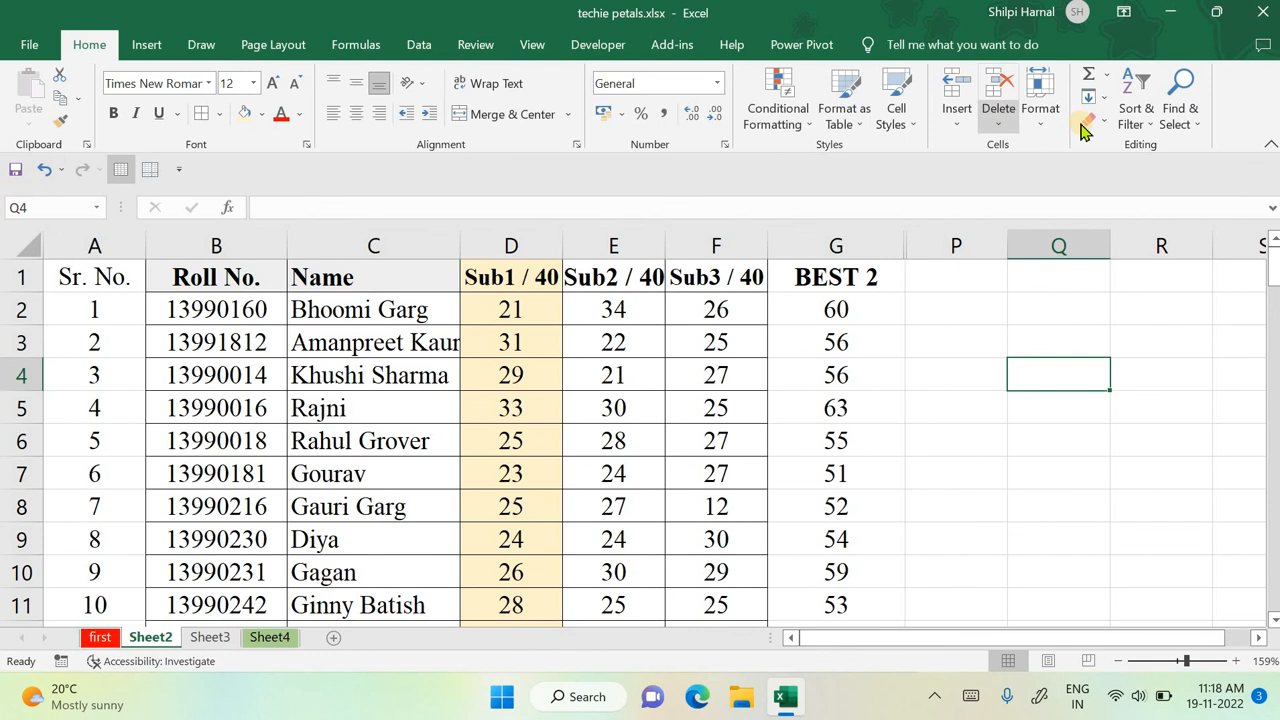 techie petals.xlsx - Excel
Shilpi Harnal SH
File Home Insert Draw Page Layout Formulas Data Review View Developer Add-ins Help Power Pivot Tell me what you want to do
Paste
Times New Romar 12
B I U A
Wrap Text
Merge & Center
General
% ,
Conditional Formatting
Format as Table
Cell Styles
Insert
Delete
Format
Sort & Filter
Find & Select
Clipboard Font Alignment Number Styles Cells Editing
Q4 fx
A B C D E F G P Q R S
1 Sr. No. Roll No. Name Sub1 / 40 Sub2 / 40 Sub3 / 40 BEST 2
2 1 13990160 Bhoomi Garg 21 34 26 60
3 2 13991812 Amanpreet Kaur 31 22 25 56
4 3 13990014 Khushi Sharma 29 21 27 56
5 4 13990016 Rajni 33 30 25 63
6 5 13990018 Rahul Grover 25 28 27 55
7 6 13990181 Gourav 23 24 27 51
8 7 13990216 Gauri Garg 25 27 12 52
9 8 13990230 Diya 24 24 30 54
10 9 13990231 Gagan 26 30 29 59
11 10 13990242 Ginny Batish 28 25 25 53
first Sheet2 Sheet3 Sheet4
Ready Accessibility: Investigate 159%
20°C
Mostly sunny
Search
ENG
IN
11:18 AM
19-11-2022
3